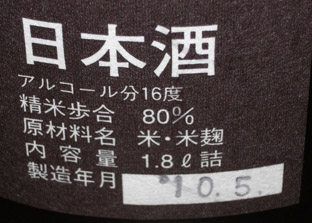 日本酒
アルコール分16度
精米歩合 80%
原材料名 米・米麹
内容量 1.8ℓ詰
製造年月 '10.5.